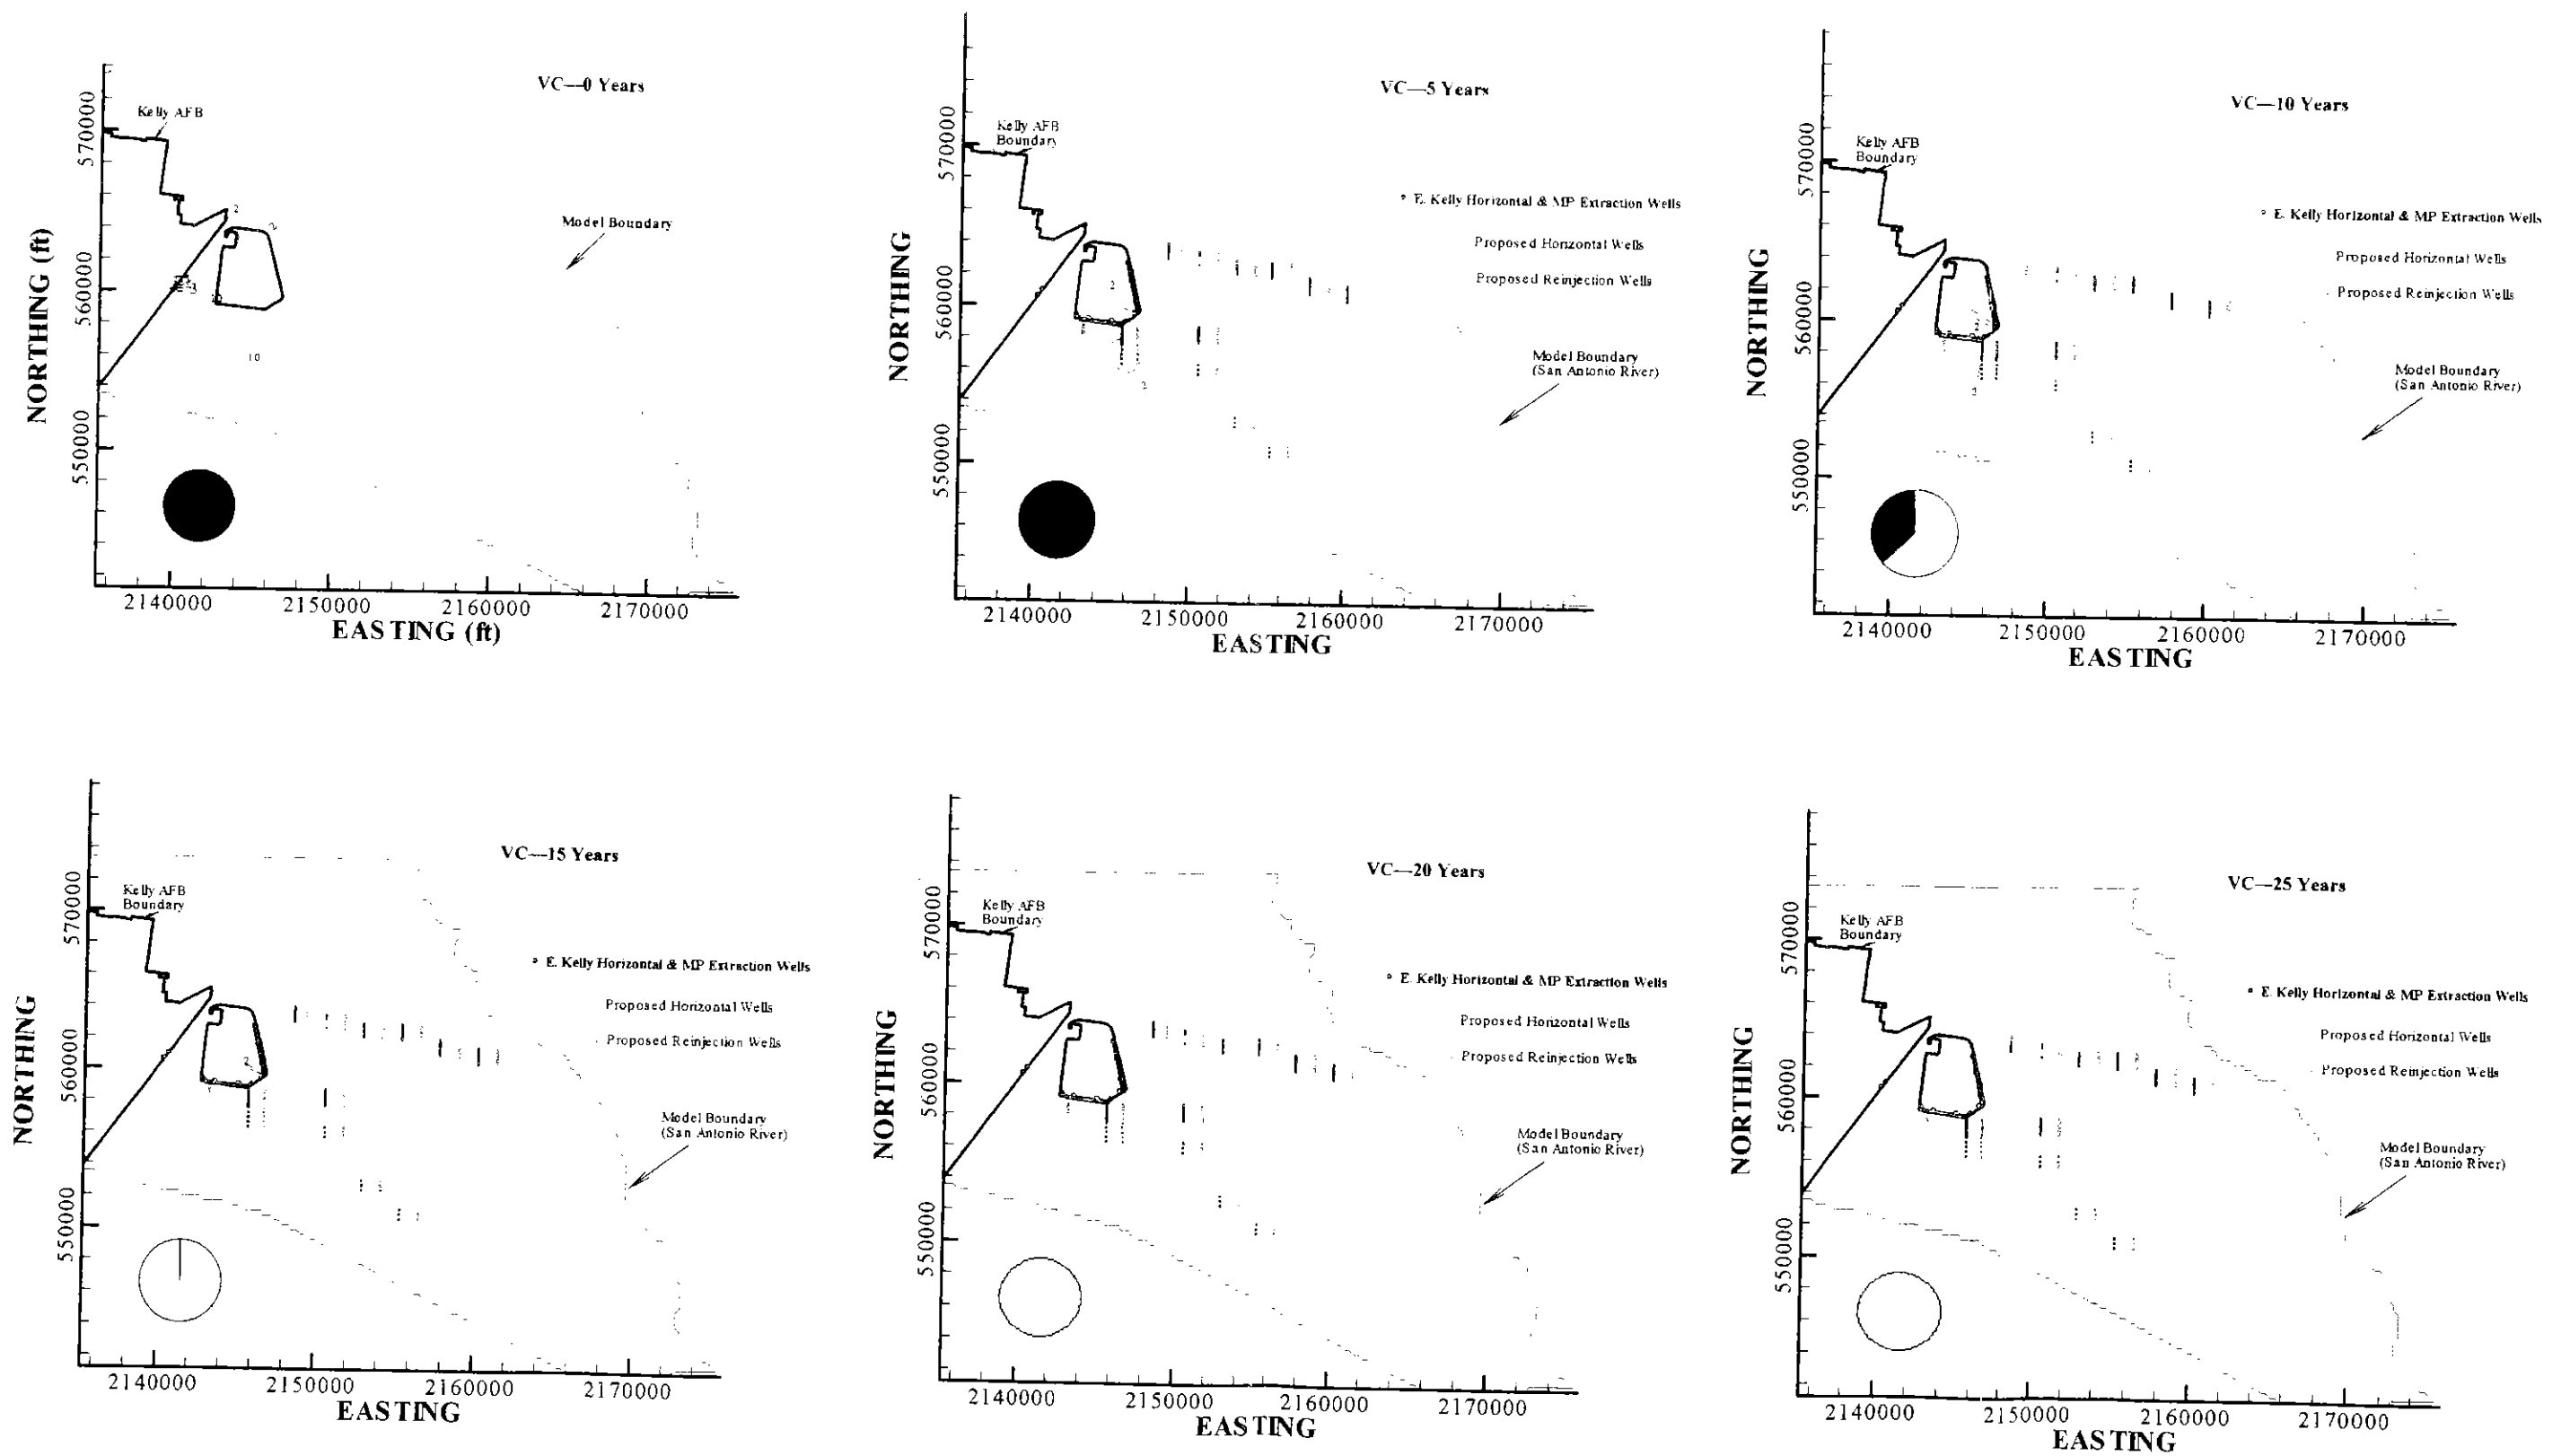 VC—0 Years
Kelly AFB
Model Boundary
2
2
10
NORTHING (ft)
570000
560000
550000
2140000 2150000 2160000 2170000
EASTING (ft)
VC—5 Years
Kelly AFB
Boundary
E. Kelly Horizontal & MP Extraction Wells
Proposed Horizontal Wells
Proposed Reinjection Wells
Model Boundary
(San Antonio River)
2
2
NORTHING
570000
560000
550000
2140000 2150000 2160000 2170000
EASTING
VC—10 Years
Kelly AFB
Boundary
E. Kelly Horizontal & MP Extraction Wells
Proposed Horizontal Wells
Proposed Reinjection Wells
Model Boundary
(San Antonio River)
2
NORTHING
570000
560000
550000
2140000 2150000 2160000 2170000
EASTING
VC—15 Years
Kelly AFB
Boundary
E. Kelly Horizontal & MP Extraction Wells
Proposed Horizontal Wells
Proposed Reinjection Wells
Model Boundary
(San Antonio River)
2
NORTHING
570000
560000
550000
2140000 2150000 2160000 2170000
EASTING
VC—20 Years
Kelly AFB
Boundary
E. Kelly Horizontal & MP Extraction Wells
Proposed Horizontal Wells
Proposed Reinjection Wells
Model Boundary
(San Antonio River)
NORTHING
570000
560000
550000
2140000 2150000 2160000 2170000
EASTING
VC—25 Years
Kelly AFB
Boundary
E. Kelly Horizontal & MP Extraction Wells
Proposed Horizontal Wells
Proposed Reinjection Wells
Model Boundary
(San Antonio River)
NORTHING
570000
560000
550000
2140000 2150000 2160000 2170000
EASTING